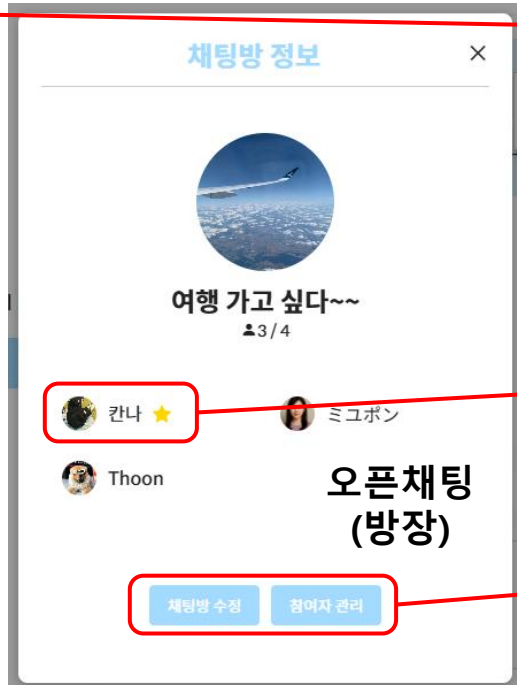 채팅방 정보
여행 가고 싶다~~
3/4
칸나
ミユポン
Thoon
오픈채팅
(방장)
채팅방 수정
참여자 관리